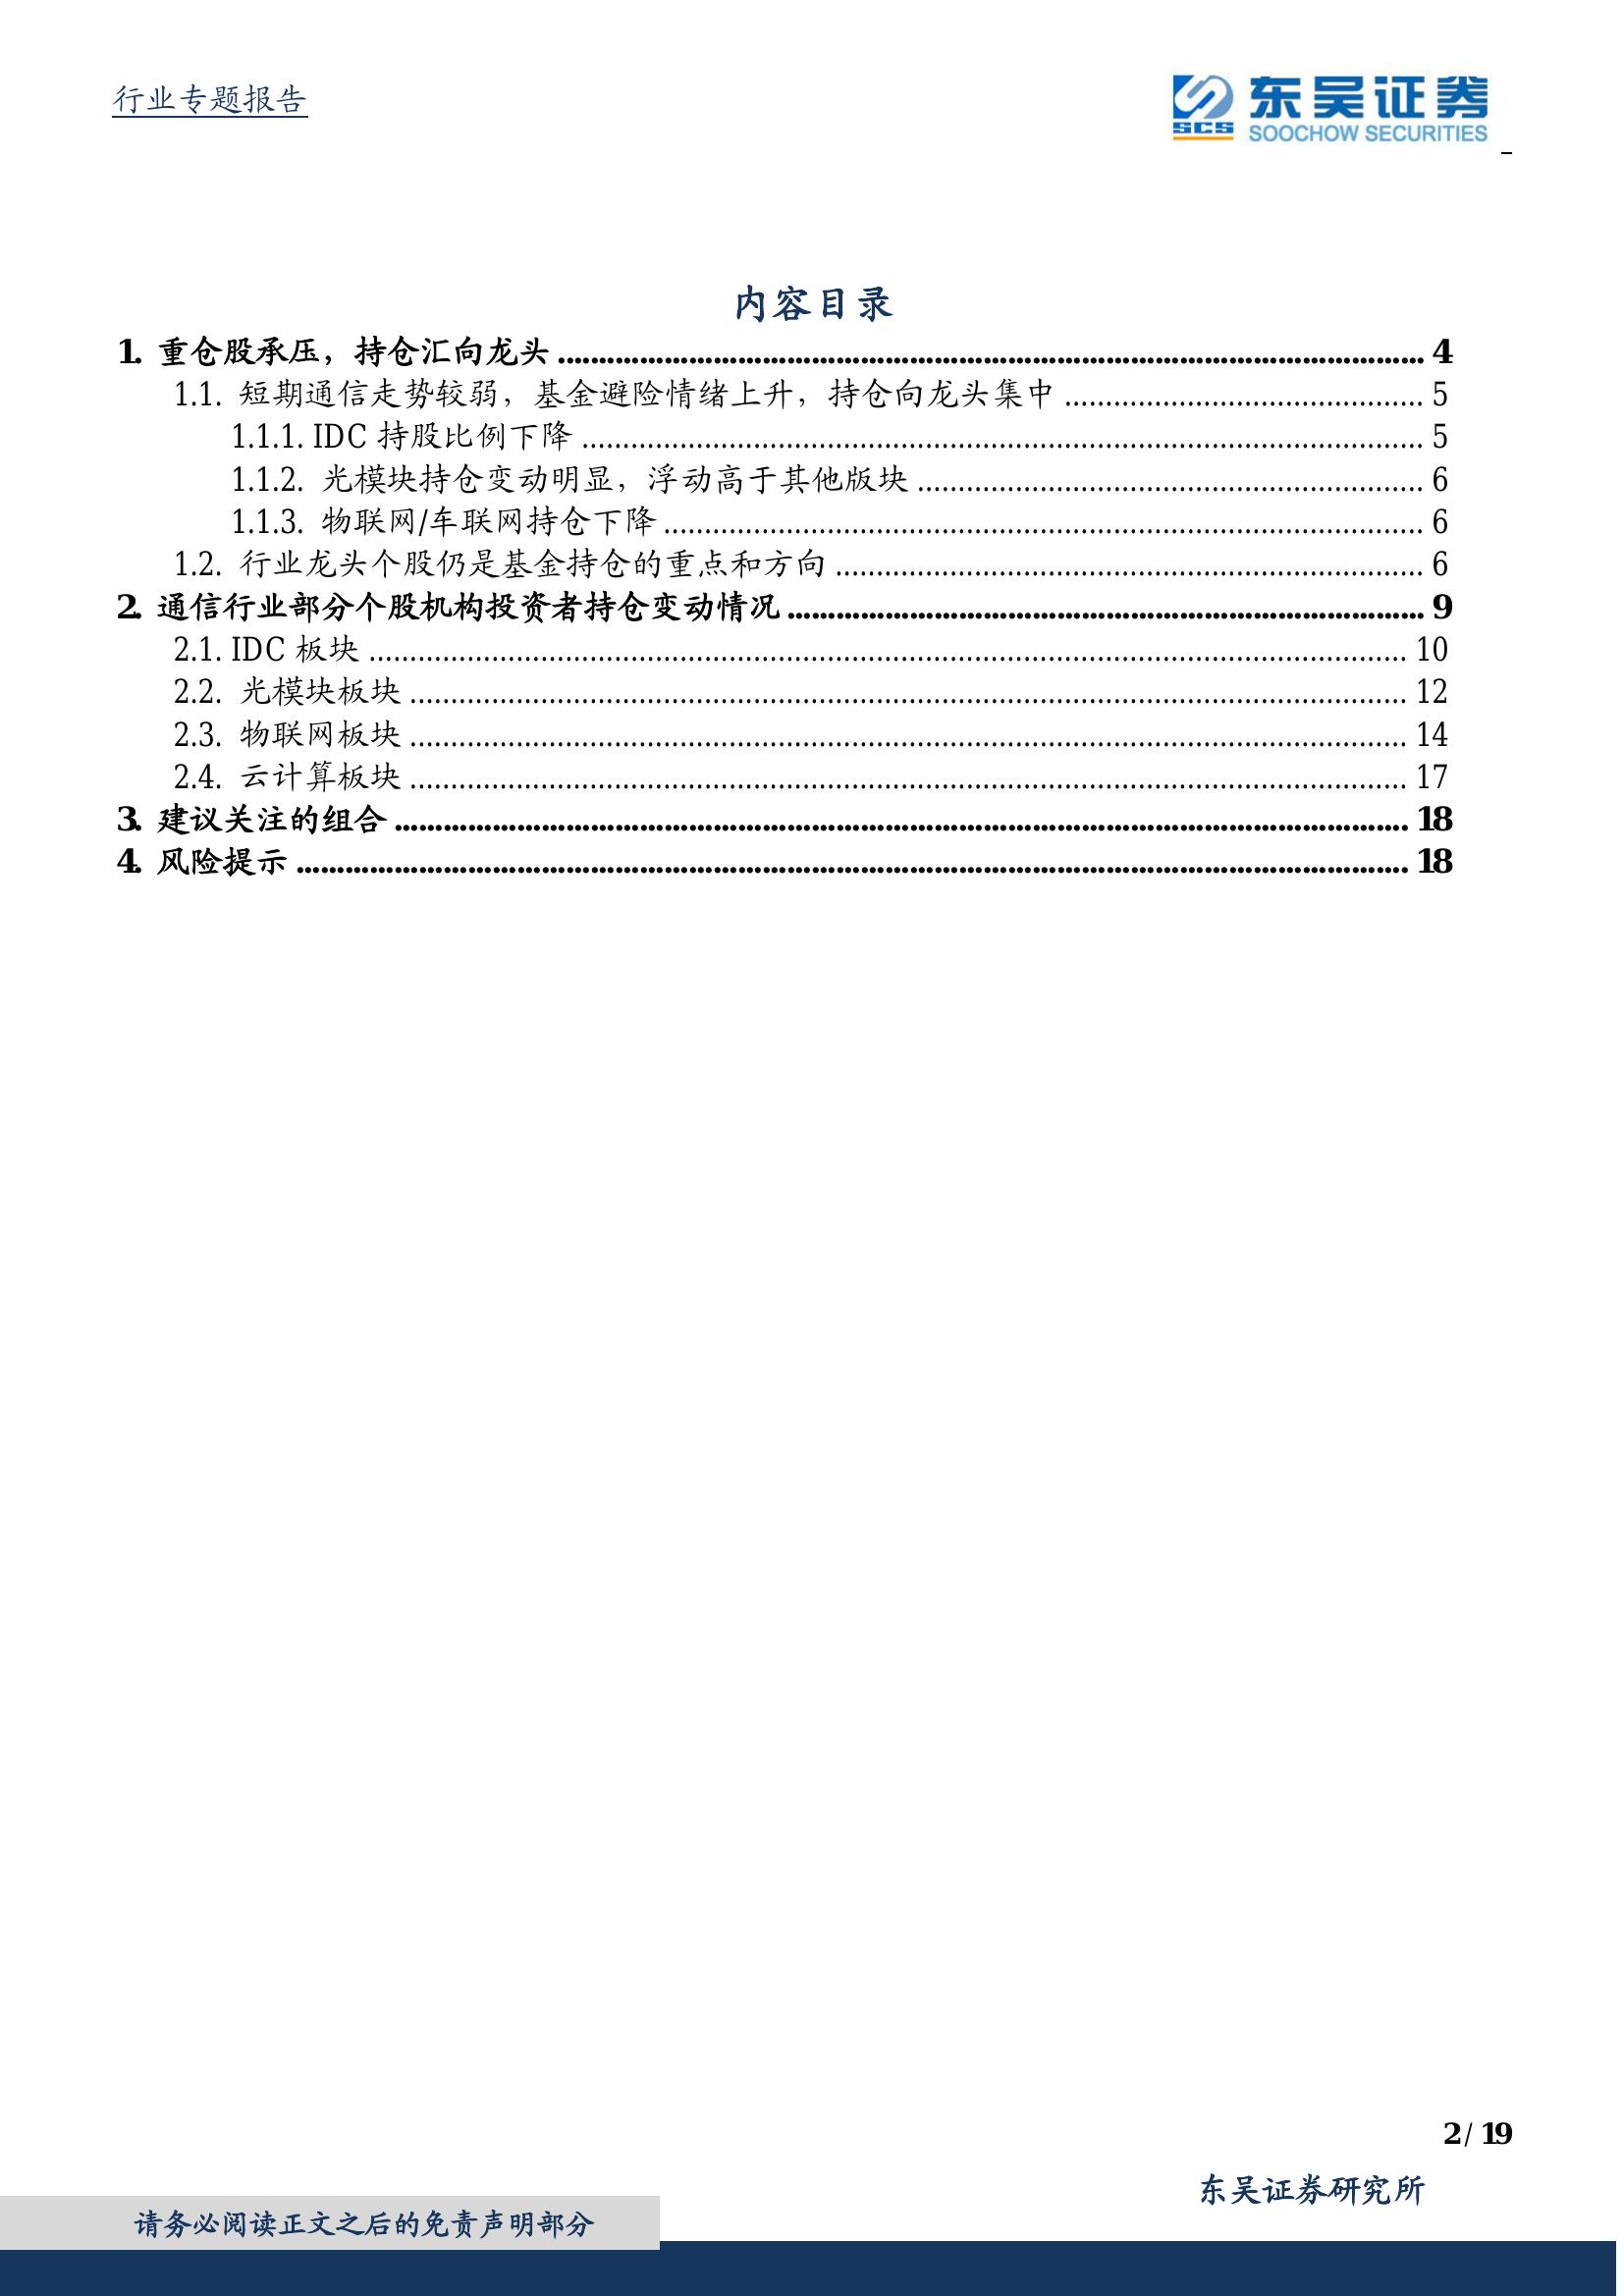 行业专题报告
SCS 东吴证券
SOOCHOW SECURITIES
内容目录
1. 重仓股承压，持仓汇向龙头 ........ 4
1.1. 短期通信走势较弱，基金避险情绪上升，持仓向龙头集中 ........ 5
1.1.1. IDC 持股比例下降 ........ 5
1.1.2. 光模块持仓变动明显，浮动高于其他版块 ........ 6
1.1.3. 物联网/车联网持仓下降 ........ 6
1.2. 行业龙头个股仍是基金持仓的重点和方向 ........ 6
2. 通信行业部分个股机构投资者持仓变动情况 ........ 9
2.1. IDC 板块 ........ 10
2.2. 光模块板块 ........ 12
2.3. 物联网板块 ........ 14
2.4. 云计算板块 ........ 17
3. 建议关注的组合 ........ 18
4. 风险提示 ........ 18
2 / 19
东吴证券研究所
请务必阅读正文之后的免责声明部分